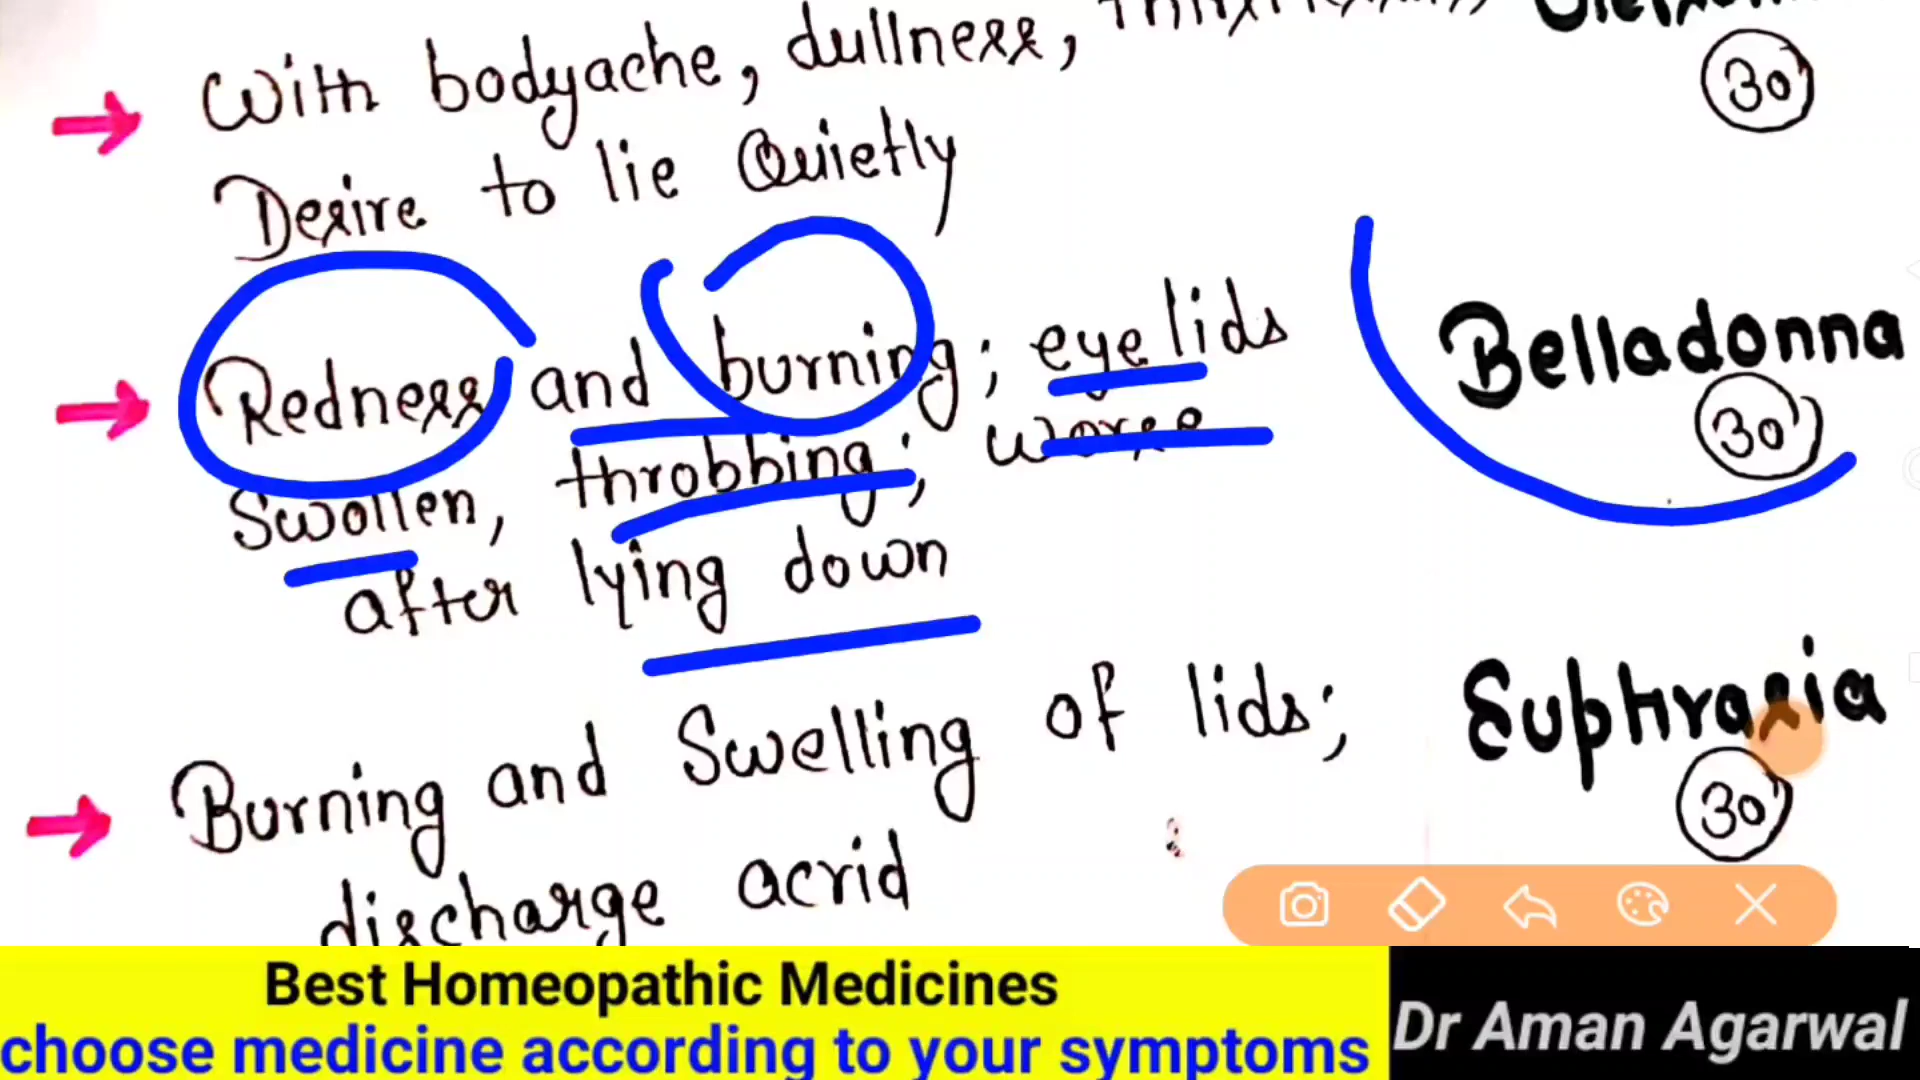 With bodyache, dullness,
30
Desire to lie Quietly
Redness and burning; eyelids
Belladonna
30
Swollen, throbbing; worse
after lying down
Burning and Swelling of lids;
Euphrasia
30
discharge acrid
Best Homeopathic Medicines
choose medicine according to your symptoms
Dr Aman Agarwal